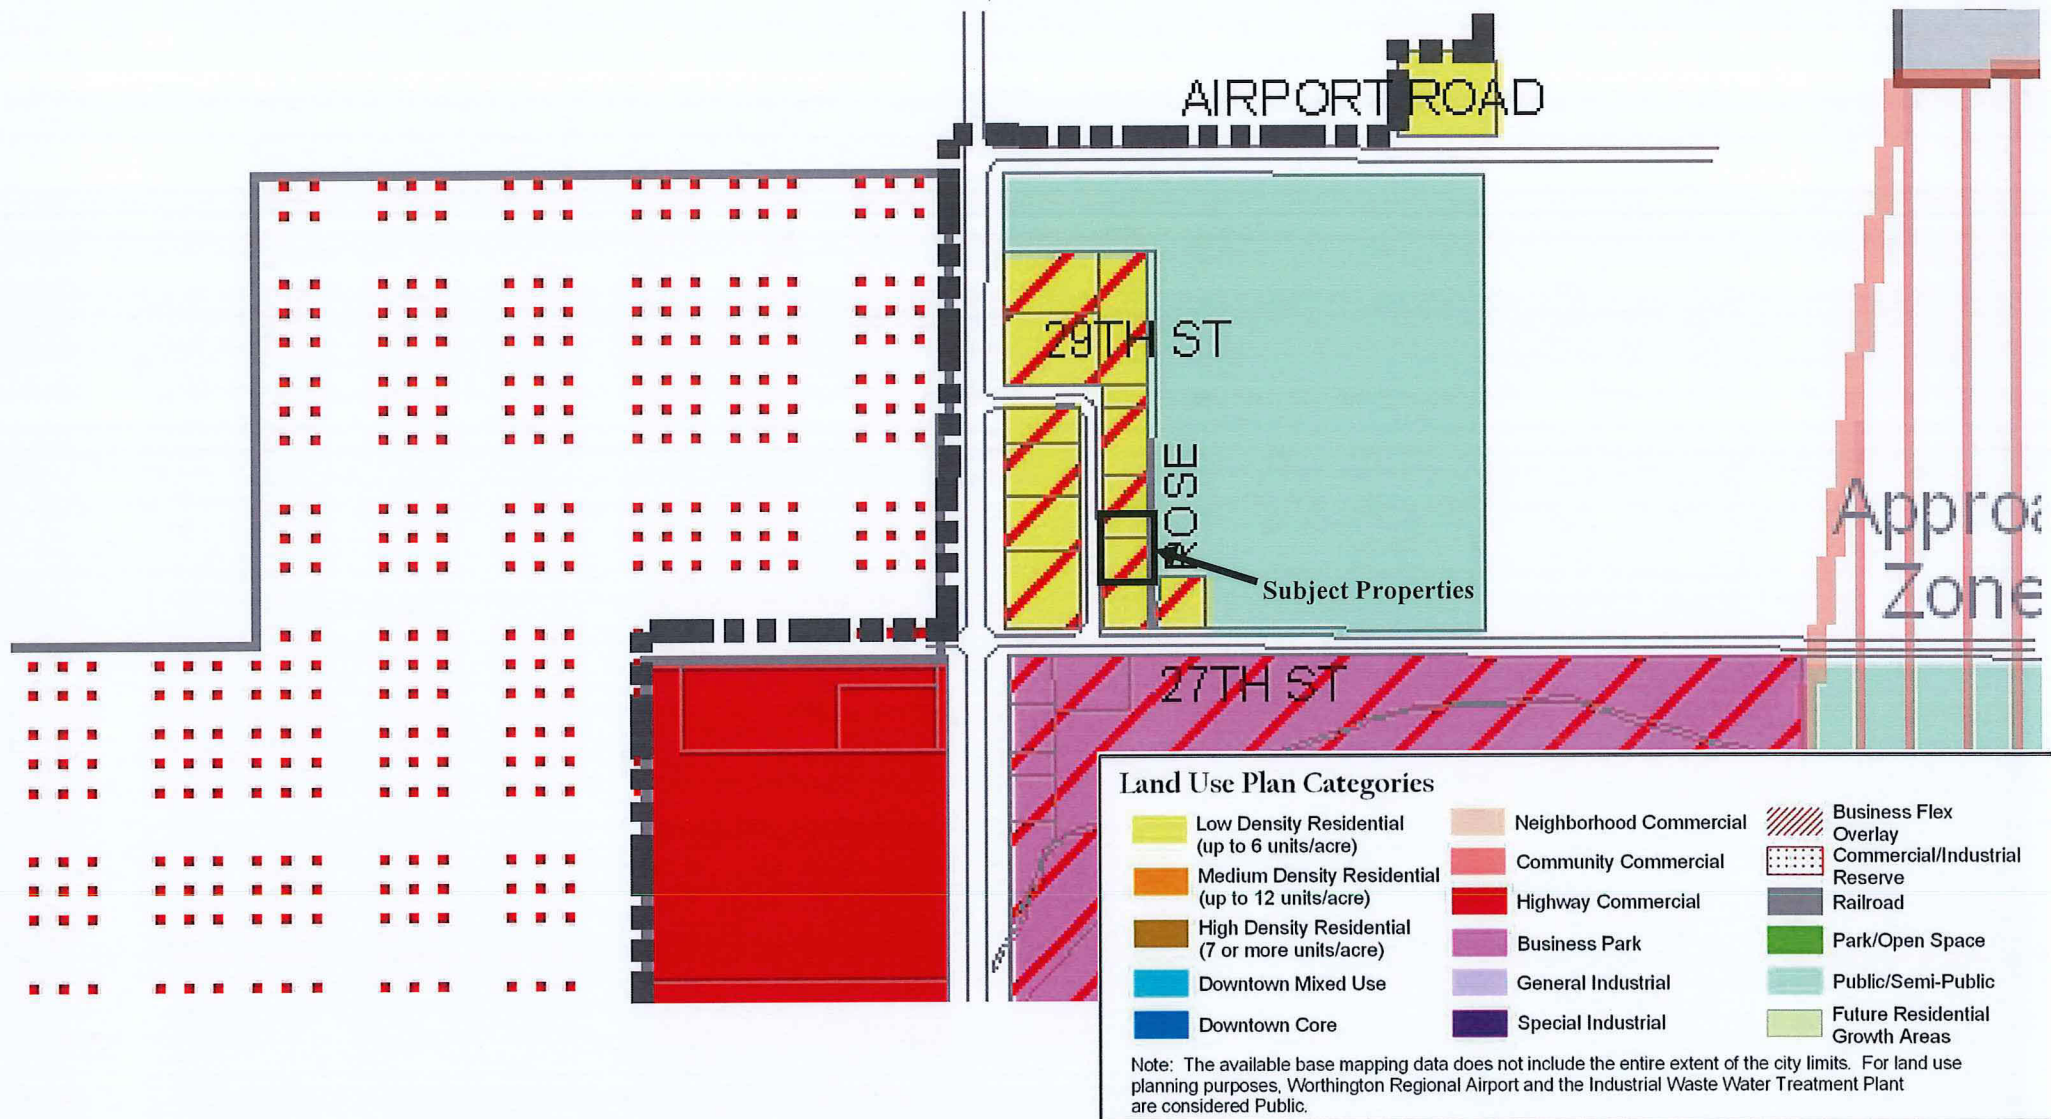 AIRPORT ROAD
29TH ST
ROSE
Approa
Zone
Subject Properties
27TH ST
Land Use Plan Categories
Low Density Residential
(up to 6 units/acre)
Medium Density Residential
(up to 12 units/acre)
High Density Residential
(7 or more units/acre)
Downtown Mixed Use
Downtown Core
Neighborhood Commercial
Community Commercial
Highway Commercial
Business Park
General Industrial
Special Industrial
Business Flex
Overlay
Commercial/Industrial
Reserve
Railroad
Park/Open Space
Public/Semi-Public
Future Residential
Growth Areas
Note: The available base mapping data does not include the entire extent of the city limits. For land use
planning purposes, Worthington Regional Airport and the Industrial Waste Water Treatment Plant
are considered Public.